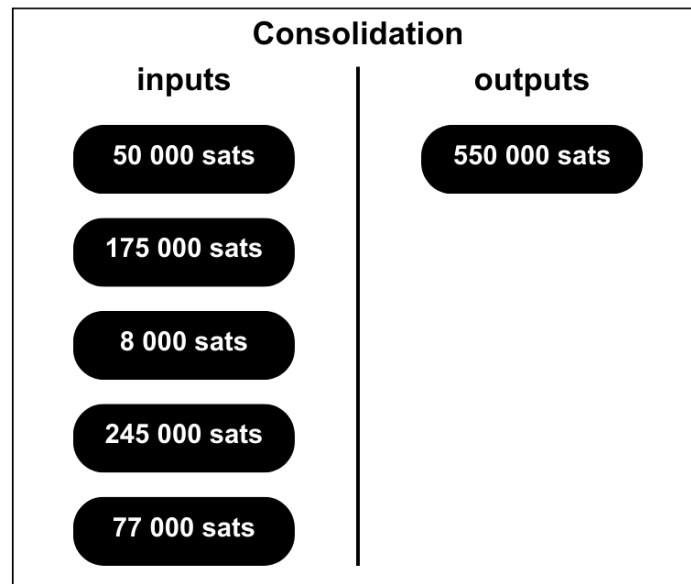 Consolidation
inputs
outputs
50 000 sats
550 000 sats
175 000 sats
8 000 sats
245 000 sats
77 000 sats